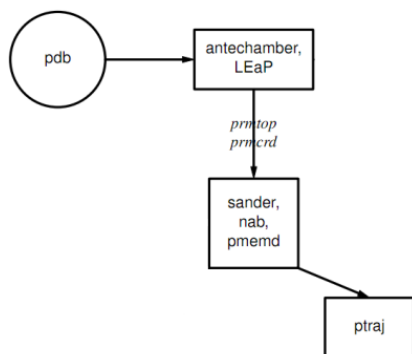 pdb
antechamber,
LEaP
prmtop
prmcrd
sander,
nab,
pmemd
ptraj